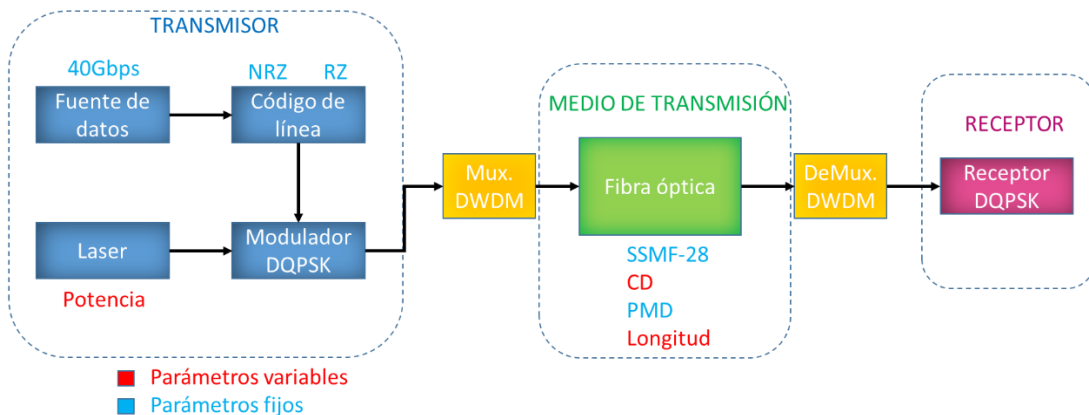 TRANSMISOR
40Gbps
NRZ RZ
Fuente de
datos
Código de
línea
Laser
Potencia
Modulador
DQPSK
Mux.
DWDM
MEDIO DE TRANSMISIÓN
Fibra óptica
SSMF-28
CD
PMD
Longitud
DeMux.
DWDM
RECEPTOR
Receptor
DQPSK
Parámetros variables
Parámetros fijos